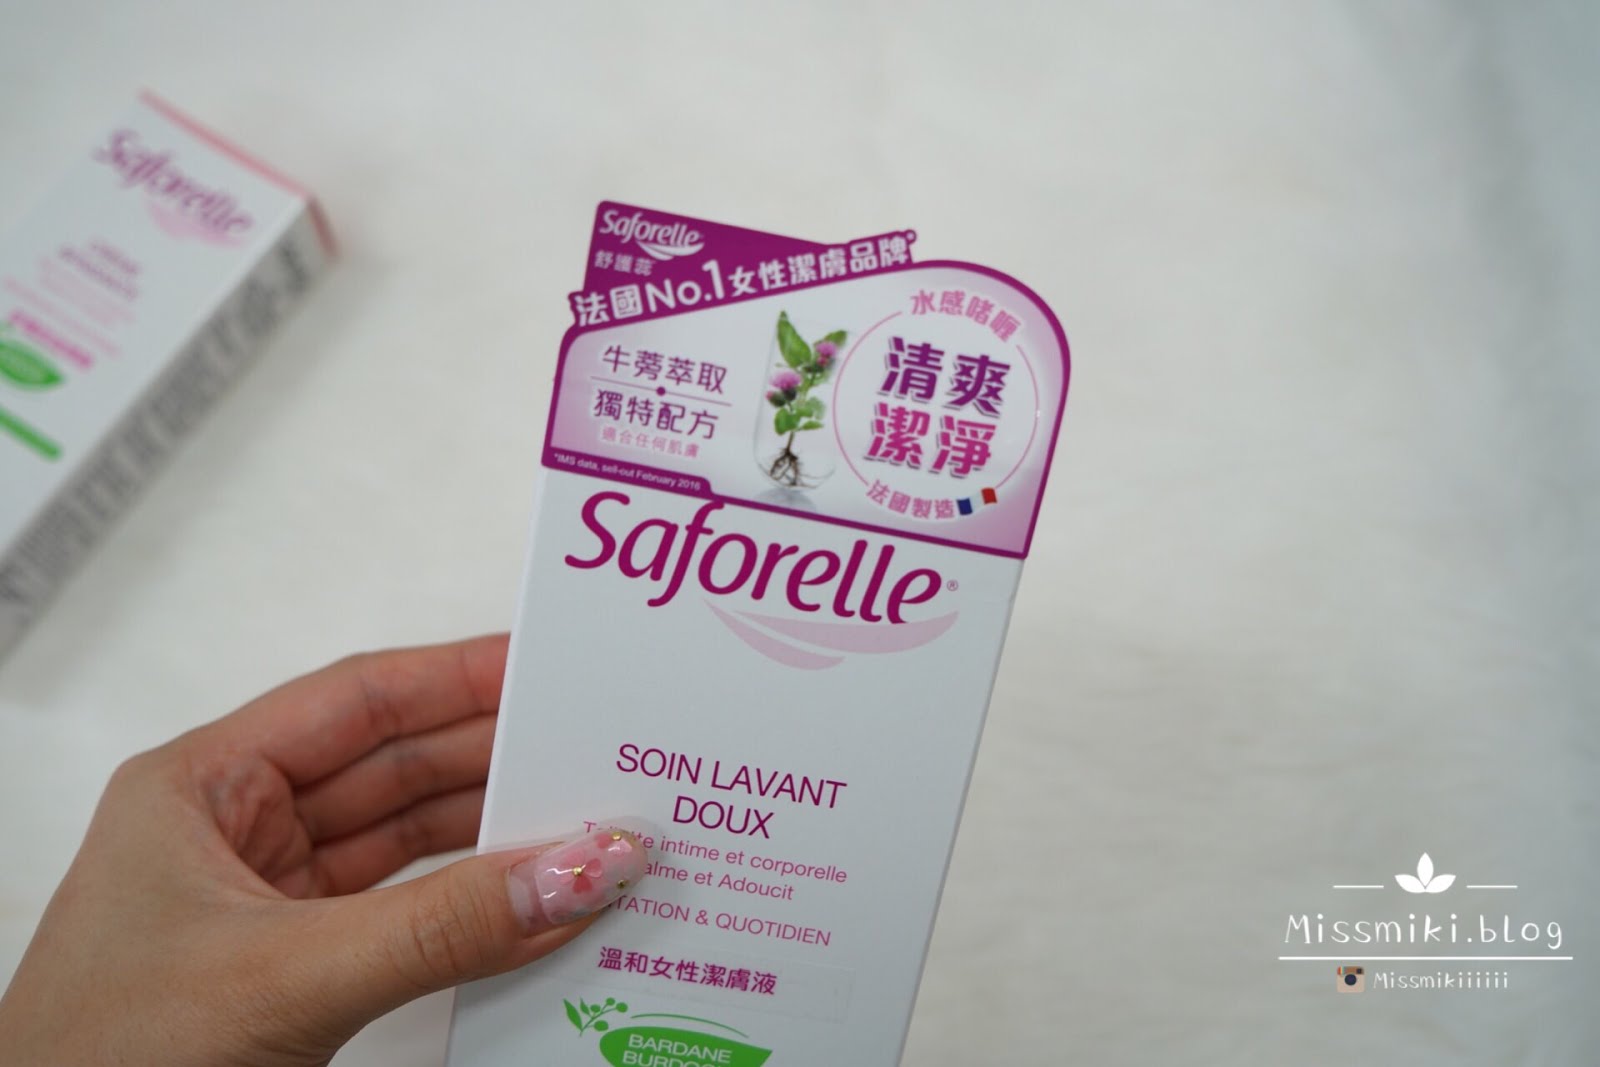 Saforelle
Saforelle
舒護蕊
法國No.1女性潔膚品牌*
牛蒡萃取
獨特配方
適合任何肌膚
*IMS data, sell-out February 2016
水感啫喱
清爽
潔淨
法國製造
Saforelle®
SOIN LAVANT
DOUX
intime et corporelle
et Adoucit
& QUOTIDIEN
溫和女性潔膚液
BARDANE
Missmiki.blog
Missmikiiiiii